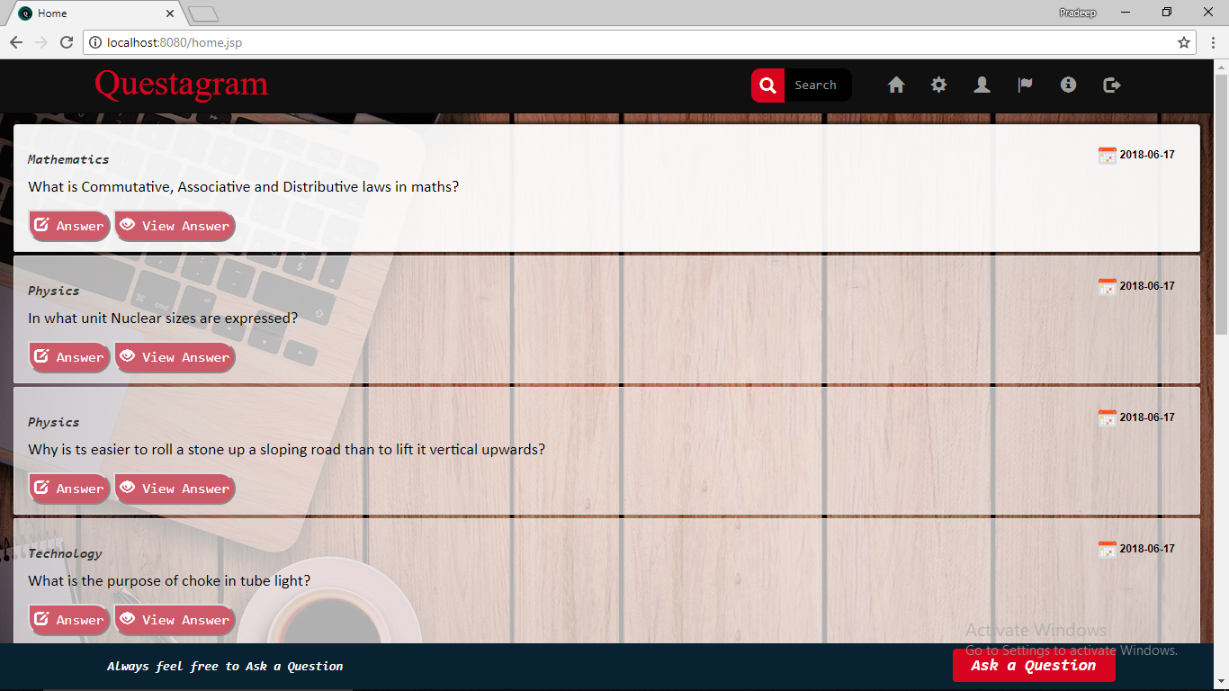 Home
Pradeep
localhost:8080/home.jsp
Questagram
Search
Mathematics
2018-06-17
What is Commutative, Associative and Distributive laws in maths?
Answer View Answer
Physics
2018-06-17
In what unit Nuclear sizes are expressed?
Answer View Answer
Physics
2018-06-17
Why is ts easier to roll a stone up a sloping road than to lift it vertical upwards?
Answer View Answer
Technology
2018-06-17
What is the purpose of choke in tube light?
Answer View Answer
Activate Windows
Go to Settings to activate Windows.
Always feel free to Ask a Question
Ask a Question